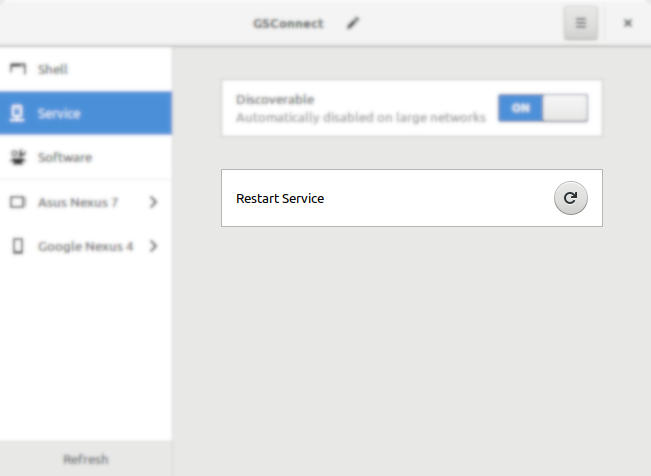 GSConnect
Shell
Service
Software
Asus Nexus 7
Google Nexus 4
Refresh
Discoverable
Automatically disabled on large networks
ON
Restart Service